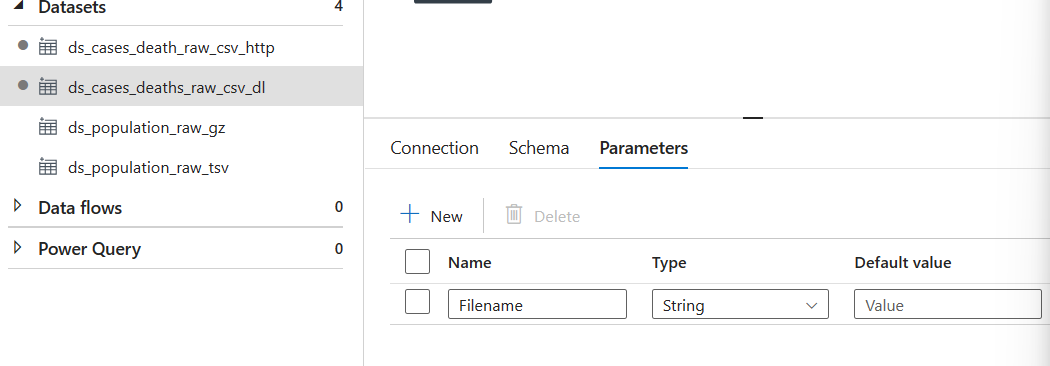 Datasets 4
ds_cases_death_raw_csv_http
ds_cases_deaths_raw_csv_dl
ds_population_raw_gz
ds_population_raw_tsv
Data flows 0
Power Query 0
Connection Schema Parameters
New Delete
Name Type Default value
Filename String Value